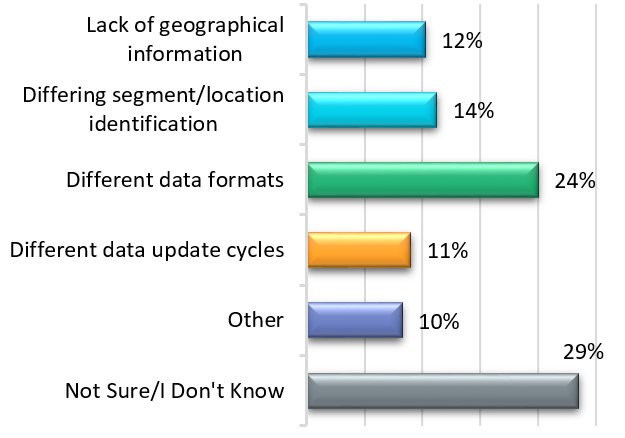 Lack of geographical
information
12%
Differing segment/location
identification
14%
Different data formats
24%
Different data update cycles
11%
Other
10%
29%
Not Sure/I Don't Know